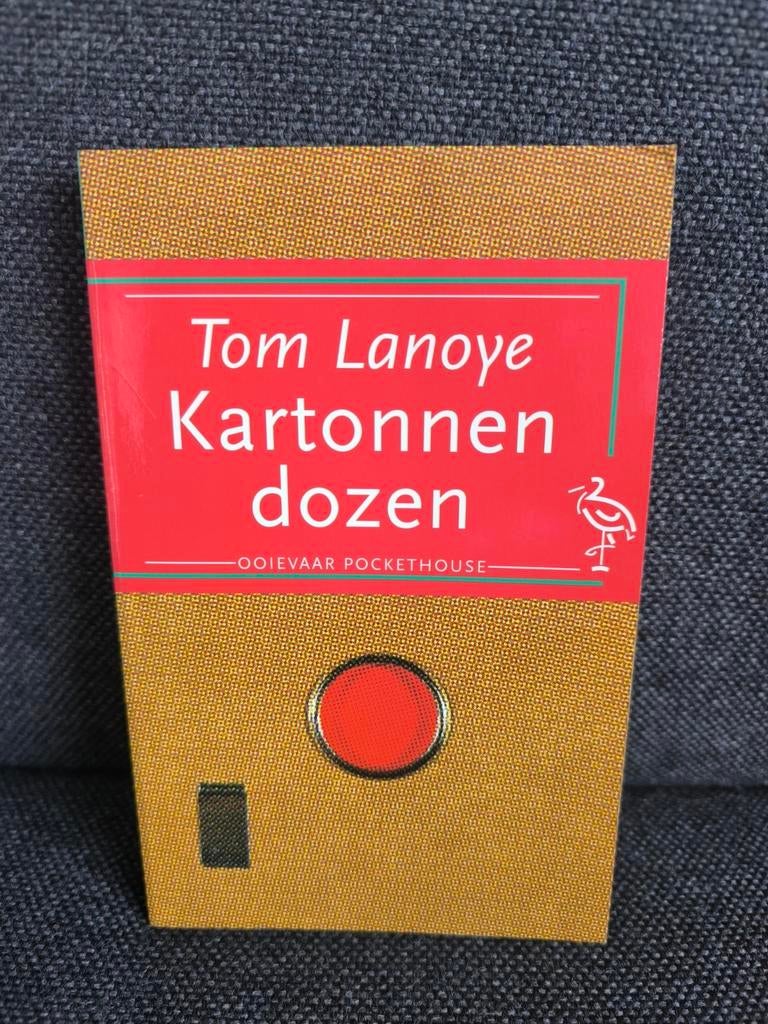 Tom Lanoye
Kartonnen
dozen
OOIEVAAR POCKETHOUSE